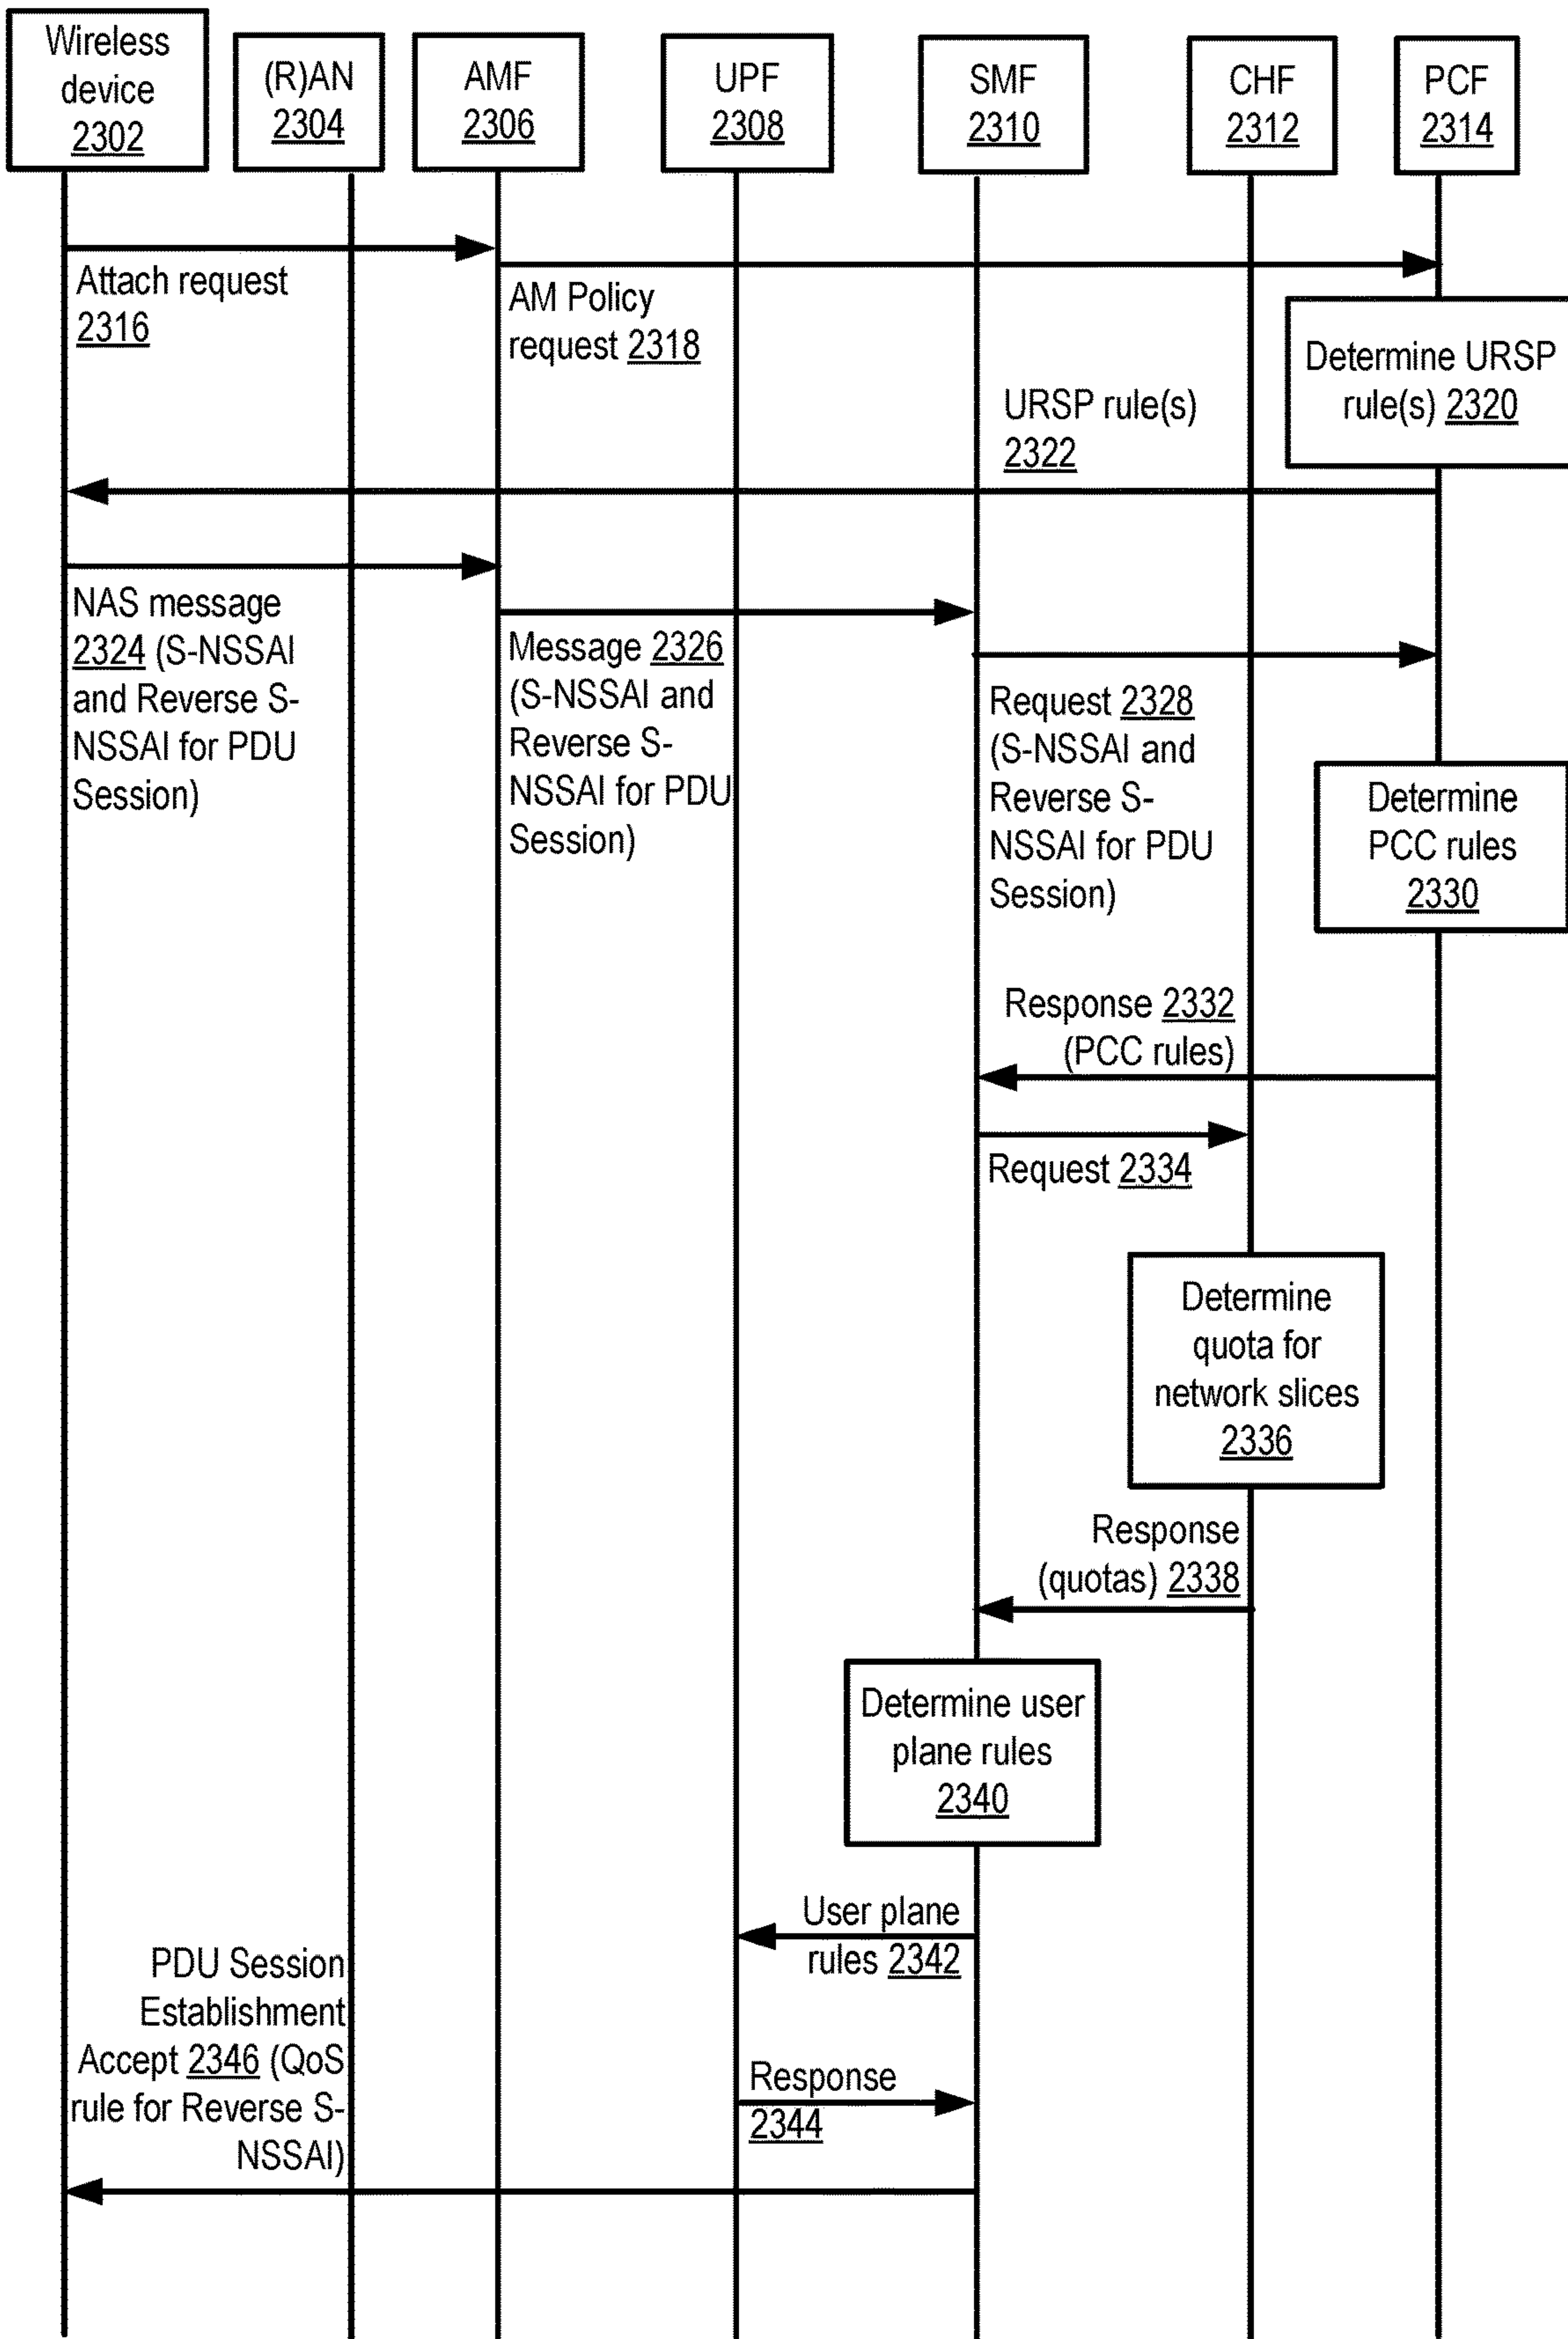 Wireless
device
2302
(R)AN
2304
AMF
2306
UPF
2308
SMF
2310
CHF
2312
PCF
2314
Attach request
2316
AM Policy
request 2318
Determine URSP
rule(s) 2320
URSP rule(s)
2322
NAS message
2324 (S-NSSAI
and Reverse S-
NSSAI for PDU
Session)
Message 2326
(S-NSSAI and
Reverse S-
NSSAI for PDU
Session)
Request 2328
(S-NSSAI and
Reverse S-
NSSAI for PDU
Session)
Determine
PCC rules
2330
Response 2332
(PCC rules)
Request 2334
Determine
quota for
network slices
2336
Response
(quotas) 2338
Determine user
plane rules
2340
User plane
rules 2342
Response
2344
PDU Session
Establishment
Accept 2346 (QoS
rule for Reverse S-
NSSAI)